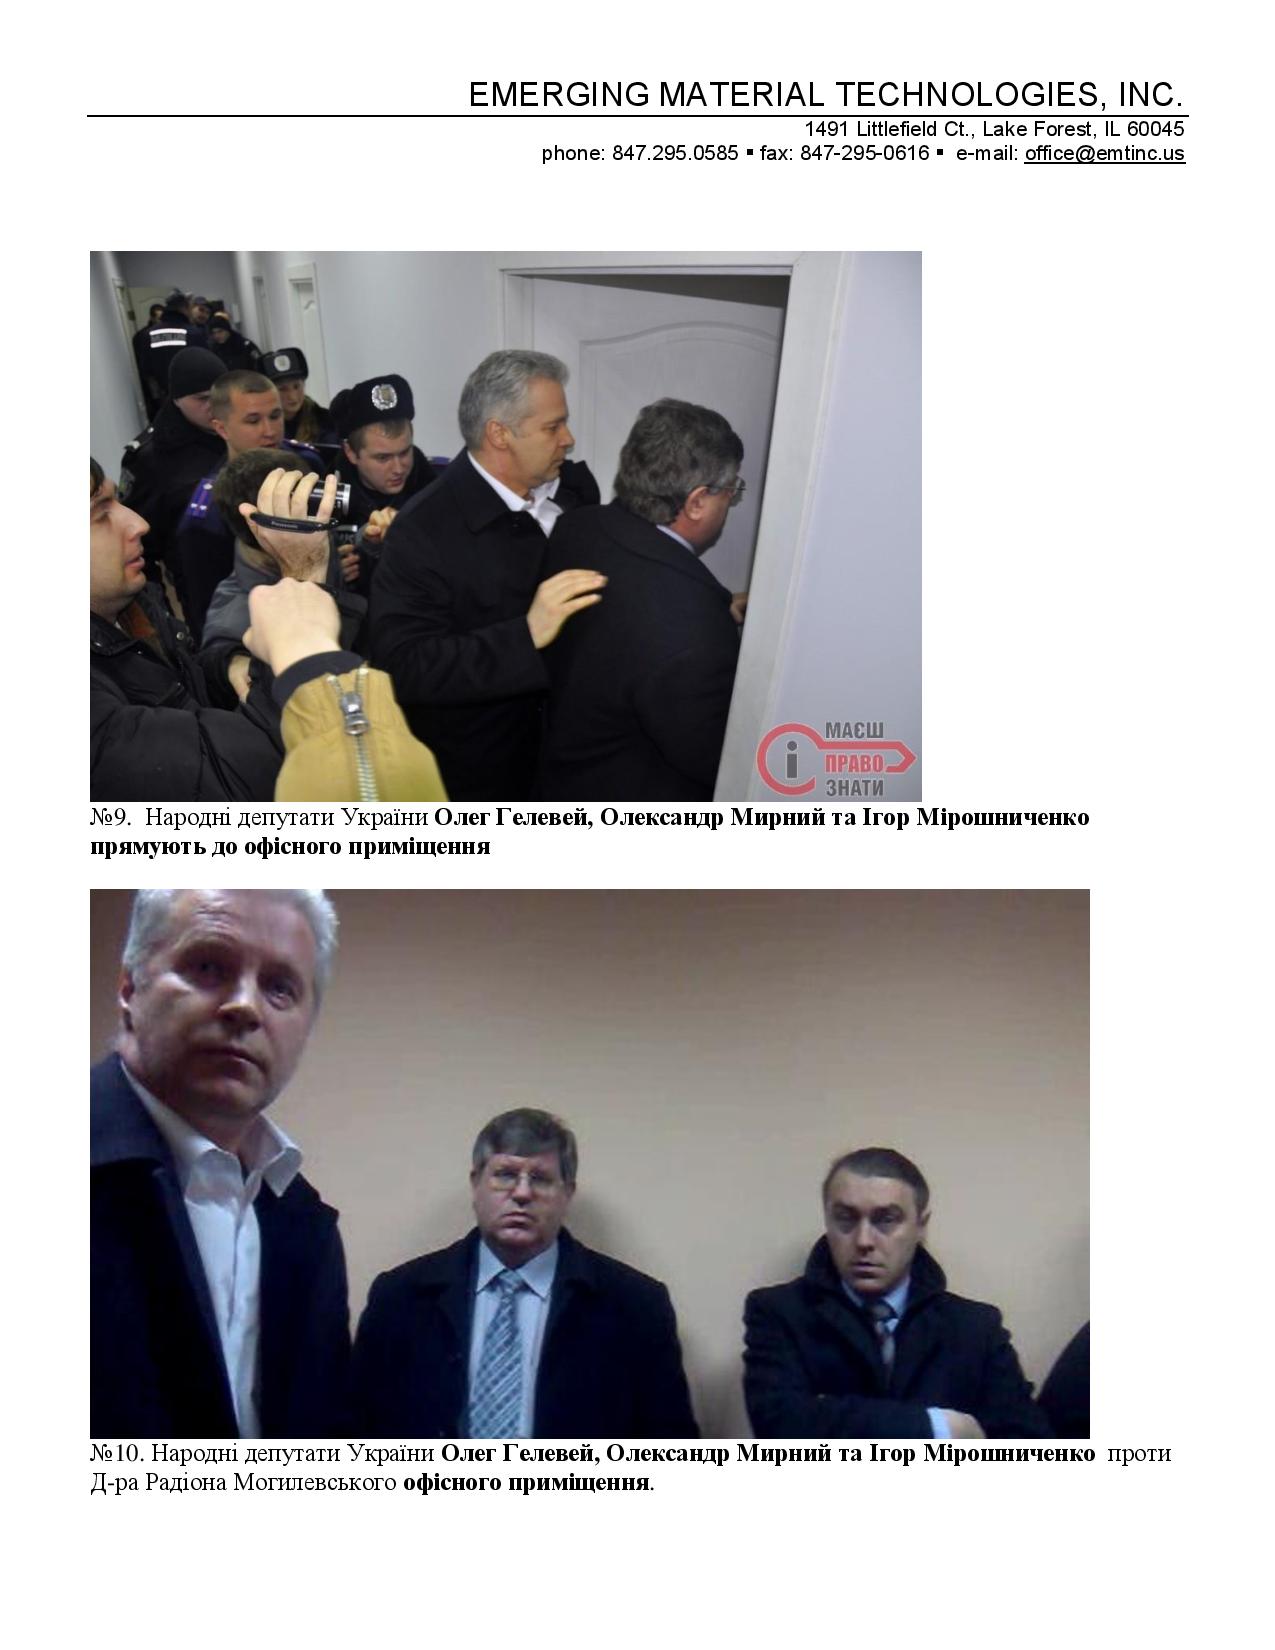 EMERGING MATERIAL TECHNOLOGIES, INC.
1491 Littlefield Ct., Lake Forest, IL 60045
phone: 847.295.0585 ▪ fax: 847-295-0616 ▪ e-mail: office@emtinc.us
Panasonic
МАЄШ
ПРАВО
ЗНАТИ
№9. Народні депутати України Олег Гелевей, Олександр Мирний та Ігор Мірошниченко
прямують до офісного приміщення
№10. Народні депутати України Олег Гелевей, Олександр Мирний та Ігор Мірошниченко проти
Д-ра Радіона Могилевського офісного приміщення.